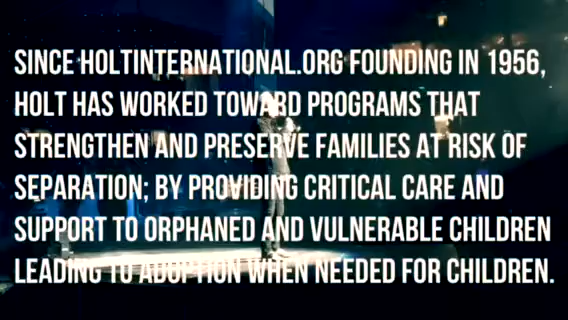 SINCE HOLTINTERNATIONAL.ORG FOUNDING IN 1956,
HOLT HAS WORKED TOWARD PROGRAMS THAT
STRENGTHEN AND PRESERVE FAMILIES AT RISK OF
SEPARATION; BY PROVIDING CRITICAL CARE AND
SUPPORT TO ORPHANED AND VULNERABLE CHILDREN
LEADING TO ADOPTION WHEN NEEDED FOR CHILDREN.